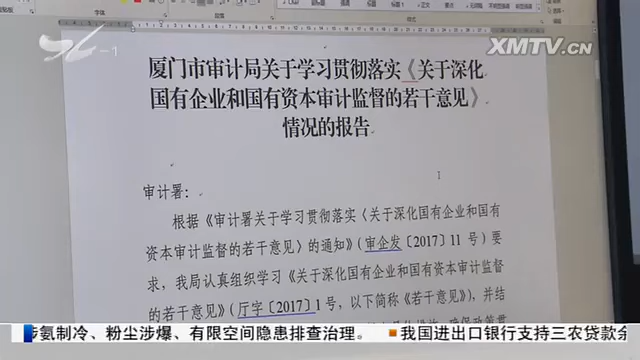 XMTV.CN
-1
厦门市审计局关于学习贯彻落实《关于深化
国有企业和国有资本审计监督的若干意见》
情况的报告
审计署：
根据《审计署关于学习贯彻落实〈关于深化国有企业和国有
资本审计监督的若干意见〉的通知》（审企发〔2017〕11 号）要
求，我局认真组织学习《关于深化国有企业和国有资本审计监督
的若干意见》（厅字〔2017〕1号，以下简称《若干意见》），并结
涉氨制冷、粉尘涉爆、有限空间隐患排查治理。 ■我国进出口银行支持三农贷款余